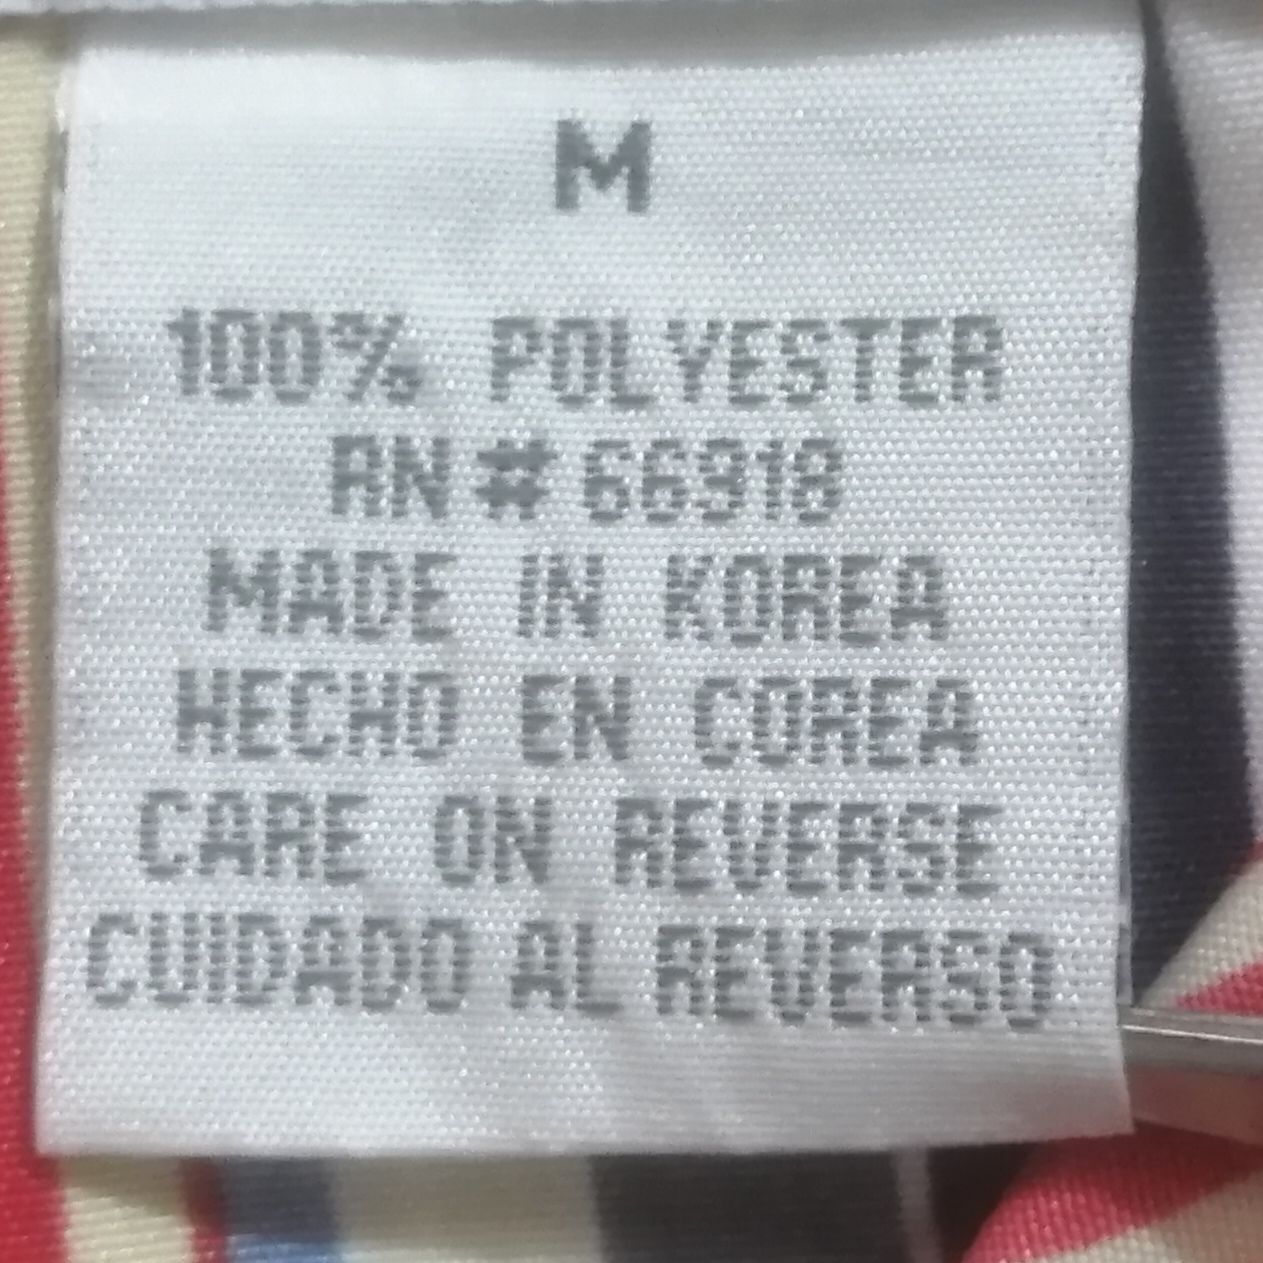 M
100% POLYESTER
RN # 66918
MADE IN KOREA
HECHO EN COREA
CARE ON REVERSE
CUIDADO AL REVERSO